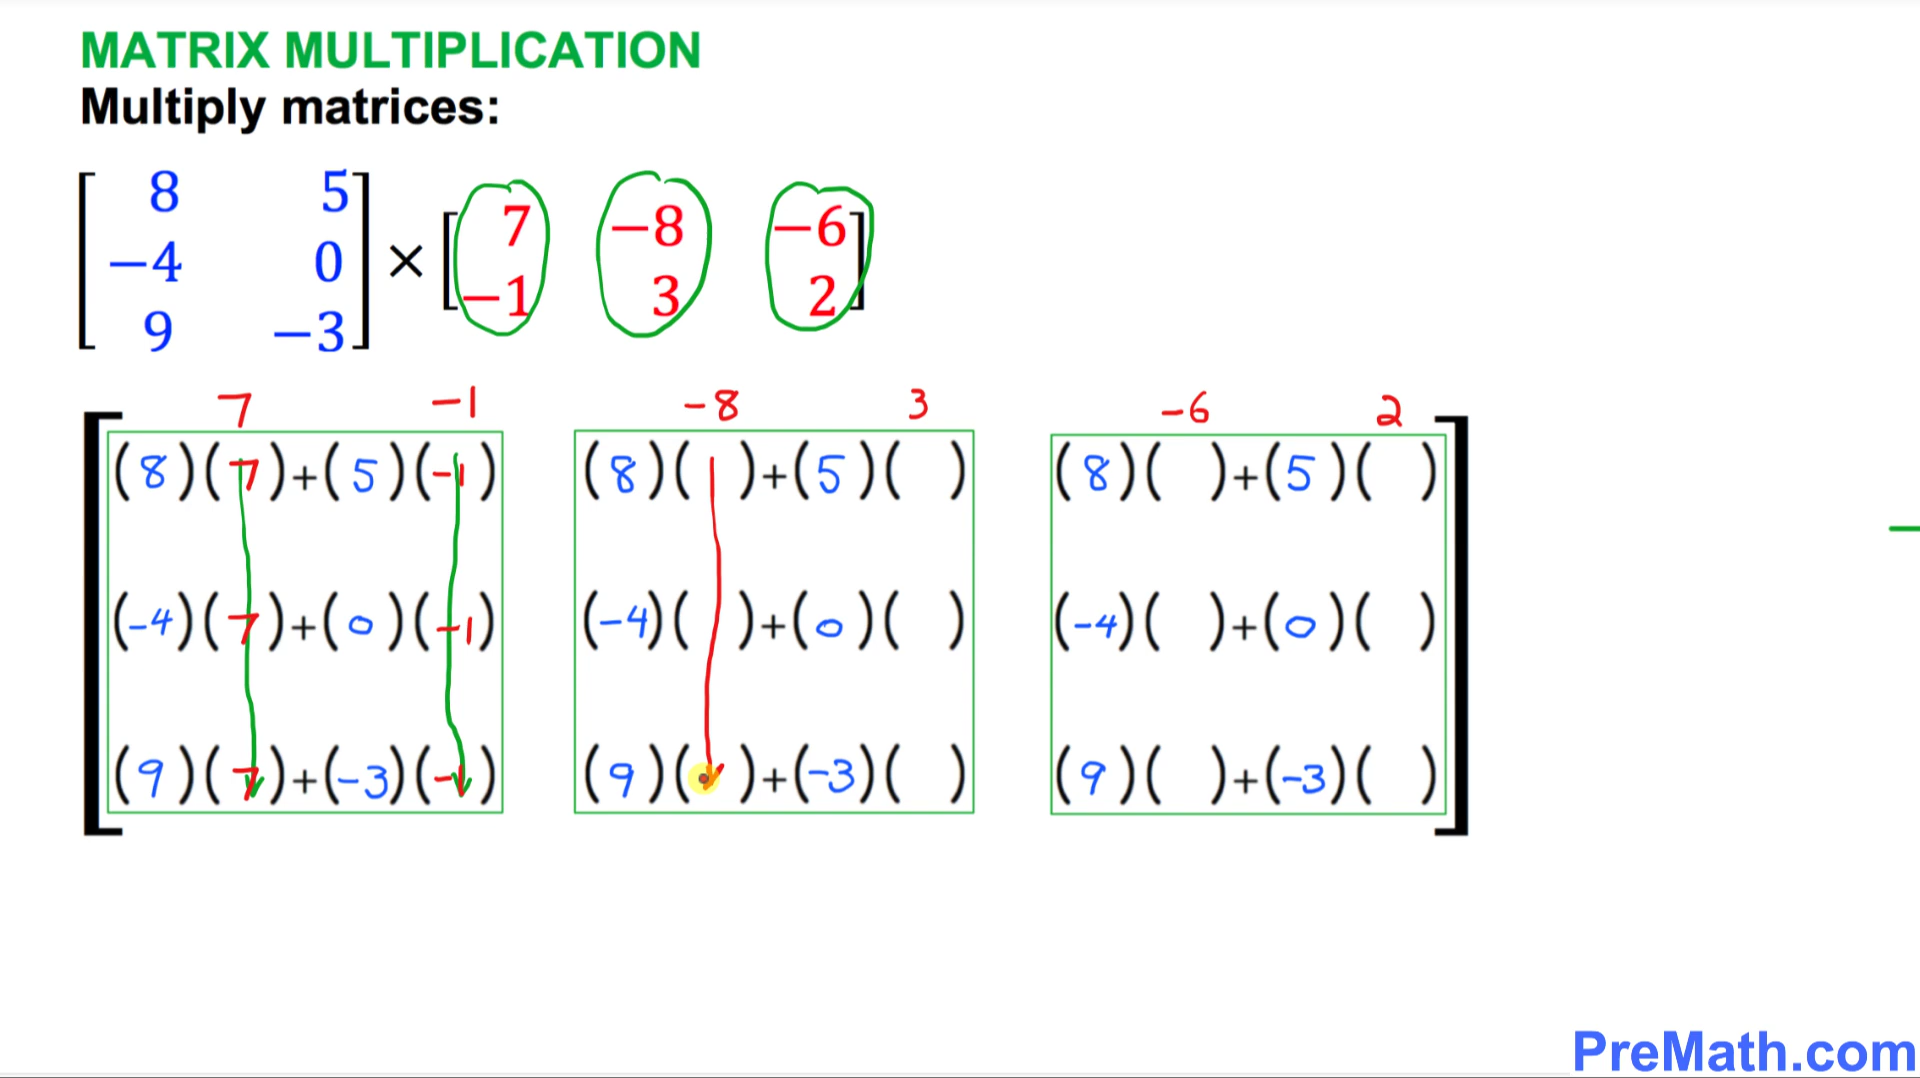 MATRIX MULTIPLICATION
Multiply matrices:
[ 8 5 ] × [ 7 −8 −6 ]
[ −4 0 ] [ −1 3 2 ]
[ 9 −3 ]
7 -1 -8 3 -6 2
(8)(7)+(5)(-1) (8)( )+(5)( ) (8)( )+(5)( )
(-4)(7)+(0)(-1) (-4)( )+(0)( ) (-4)( )+(0)( )
(9)(7)+(-3)(-1) (9)( )+(-3)( ) (9)( )+(-3)( )
PreMath.com